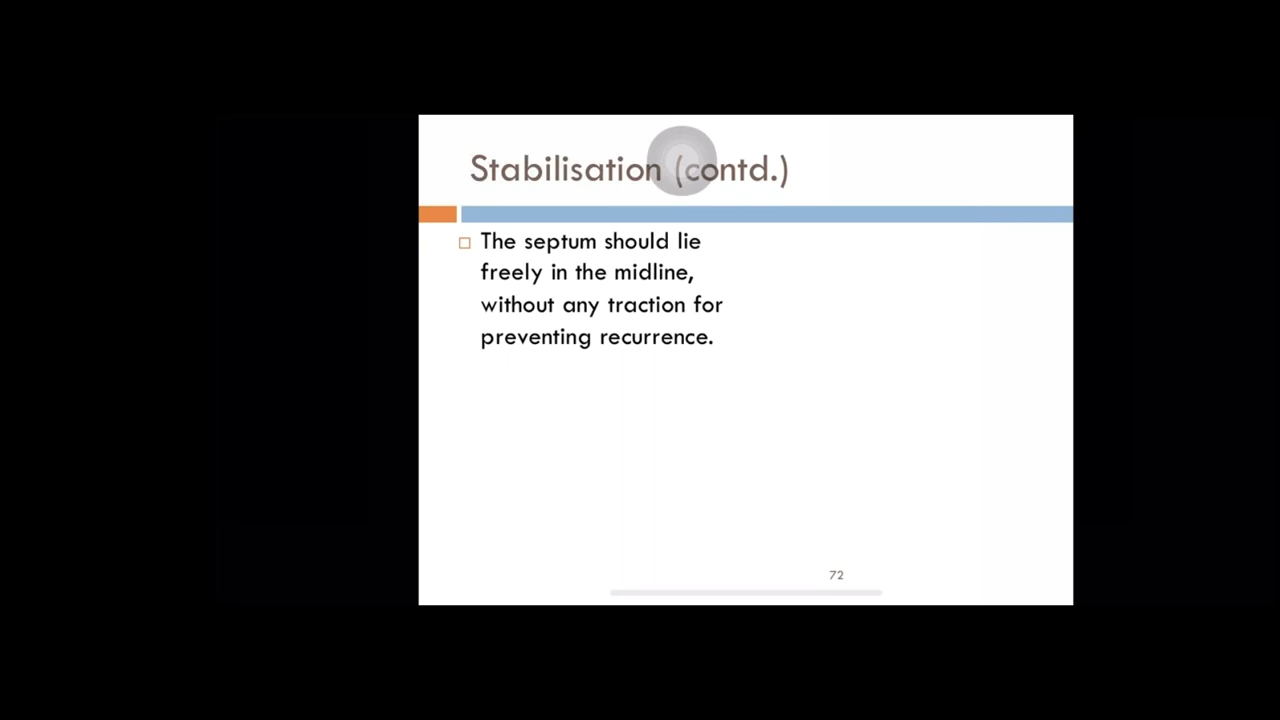 Stabilisation (contd.)
The septum should lie
freely in the midline,
without any traction for
preventing recurrence.
72